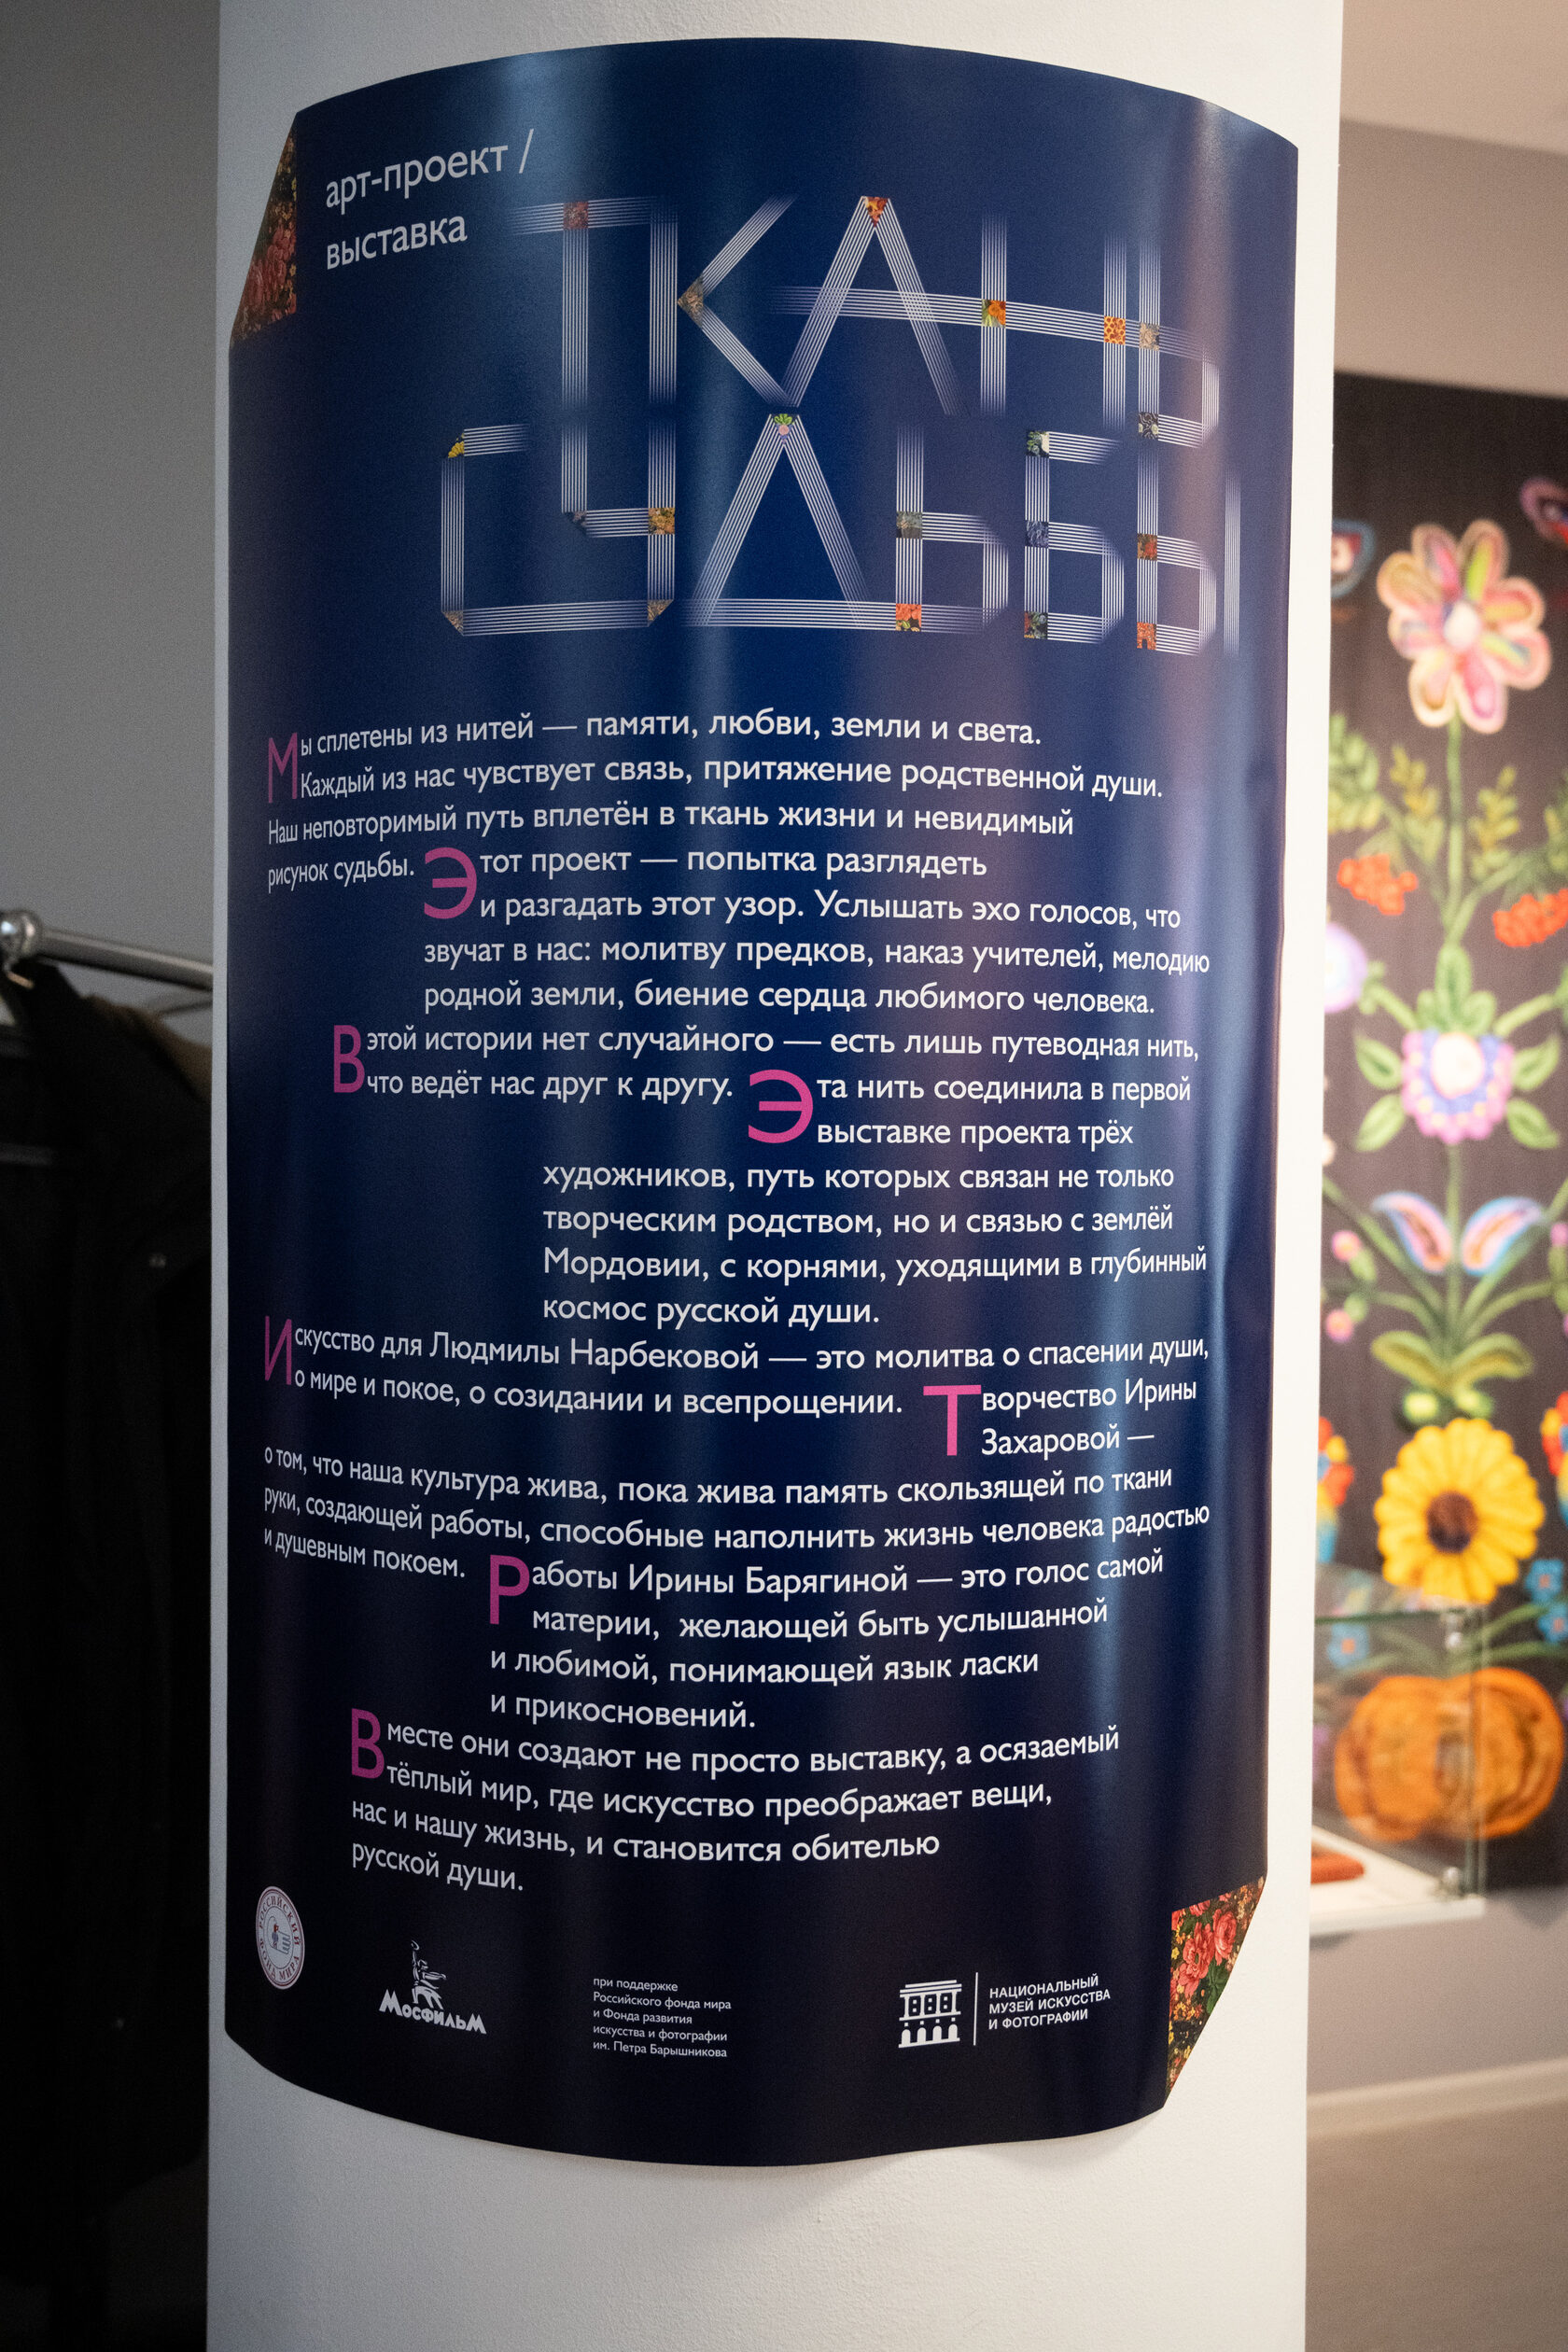 арт-проект /
выставка
ТКАНЬ
СУДЬБЫ
Мы сплетены из нитей — памяти, любви, земли и света.
Каждый из нас чувствует связь, притяжение родственной души.
Наш неповторимый путь вплетён в ткань жизни и невидимый
рисунок судьбы. Этот проект — попытка разглядеть
и разгадать этот узор. Услышать эхо голосов, что
звучат в нас: молитву предков, наказ учителей, мелодию
родной земли, биение сердца любимого человека.
В этой истории нет случайного — есть лишь путеводная нить,
что ведёт нас друг к другу. Эта нить соединила в первой
выставке проекта трёх
художников, путь которых связан не только
творческим родством, но и связью с землёй
Мордовии, с корнями, уходящими в глубинный
космос русской души.
Искусство для Людмилы Нарбековой — это молитва о спасении души,
о мире и покое, о созидании и всепрощении. Творчество Ирины
Захаровой —
о том, что наша культура жива, пока жива память скользящей по ткани
руки, создающей работы, способные наполнить жизнь человека радостью
и душевным покоем. Работы Ирины Барягиной — это голос самой
материи, желающей быть услышанной
и любимой, понимающей язык ласки
и прикосновений.
Вместе они создают не просто выставку, а осязаемый
тёплый мир, где искусство преображает вещи,
нас и нашу жизнь, и становится обителью
русской души.
РОССИЙСКИЙ ФОНД МИРА
МОСФИЛЬМ
при поддержке
Российского фонда мира
и Фонда развития
искусства и фотографии
им. Петра Барышникова
НАЦИОНАЛЬНЫЙ
МУЗЕЙ ИСКУССТВА
И ФОТОГРАФИИ